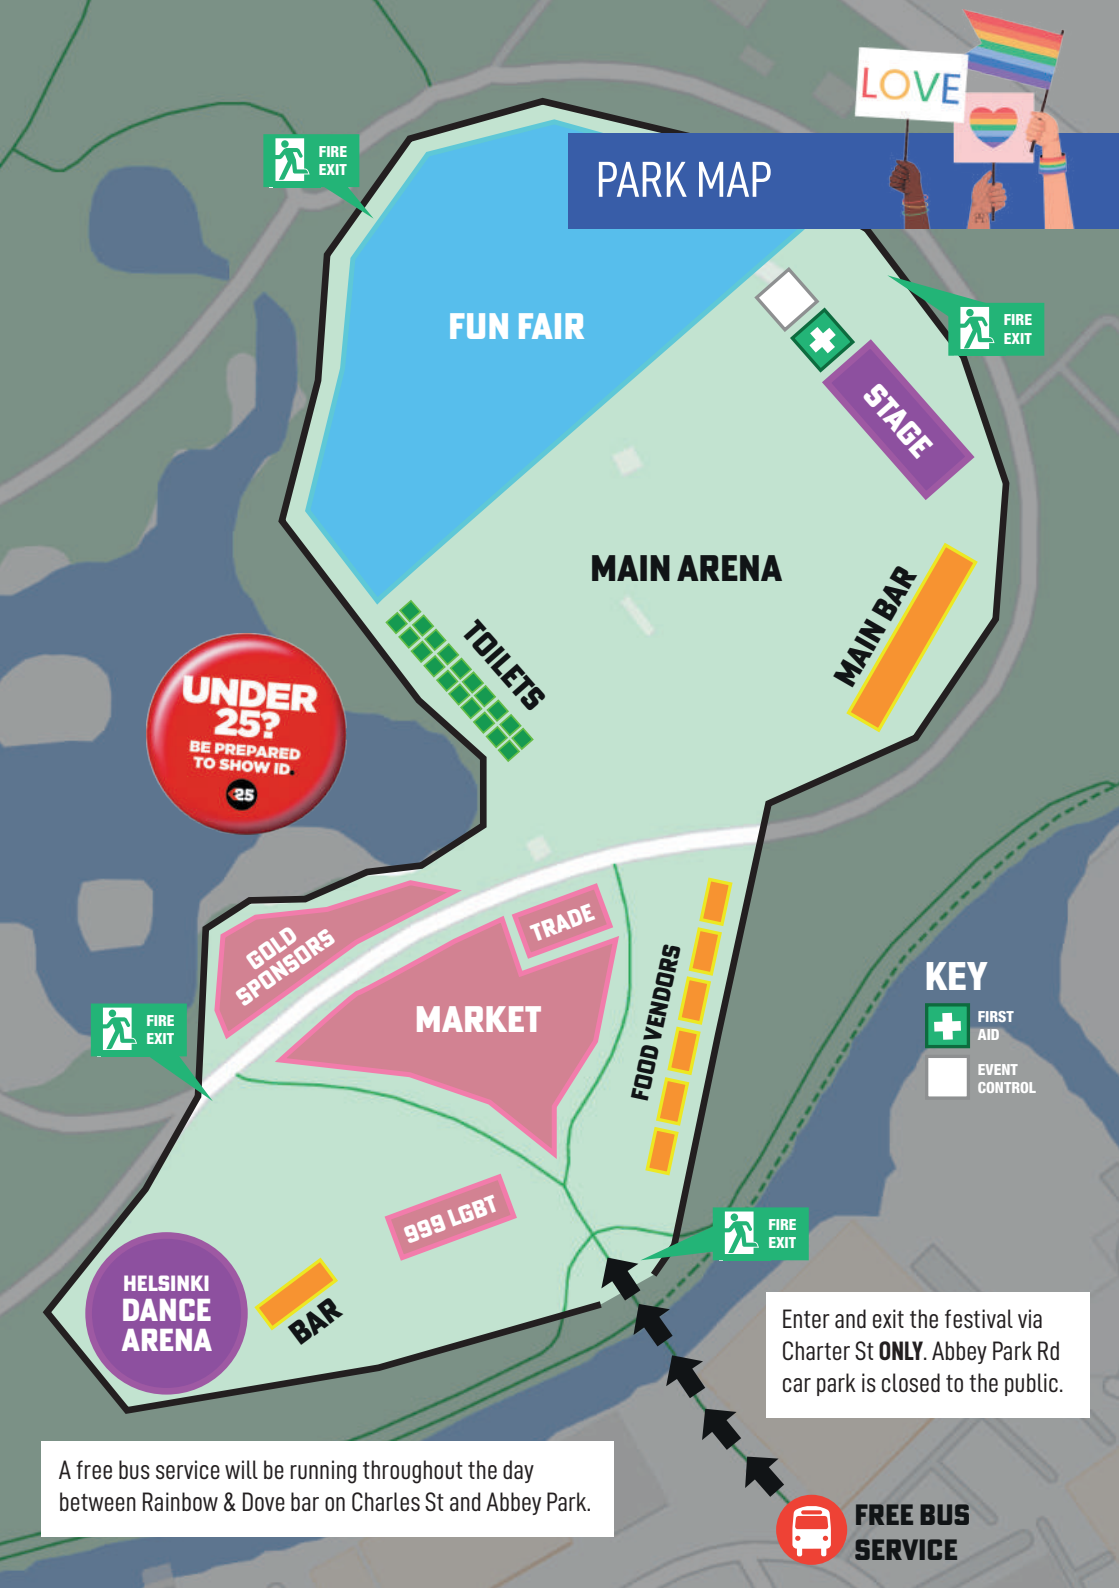 LOVE
PARK MAP
FIRE
EXIT
FUN FAIR
FIRE
EXIT
STAGE
MAIN ARENA
MAIN BAR
TOILETS
UNDER
25?
BE PREPARED
TO SHOW ID.
<25
GOLD
SPONSORS
TRADE
MARKET
FOOD VENDORS
KEY
FIRST
AID
EVENT
CONTROL
FIRE
EXIT
999 LGBT
FIRE
EXIT
HELSINKI
DANCE
ARENA
BAR
Enter and exit the festival via
Charter St ONLY. Abbey Park Rd
car park is closed to the public.
A free bus service will be running throughout the day
between Rainbow & Dove bar on Charles St and Abbey Park.
FREE BUS
SERVICE